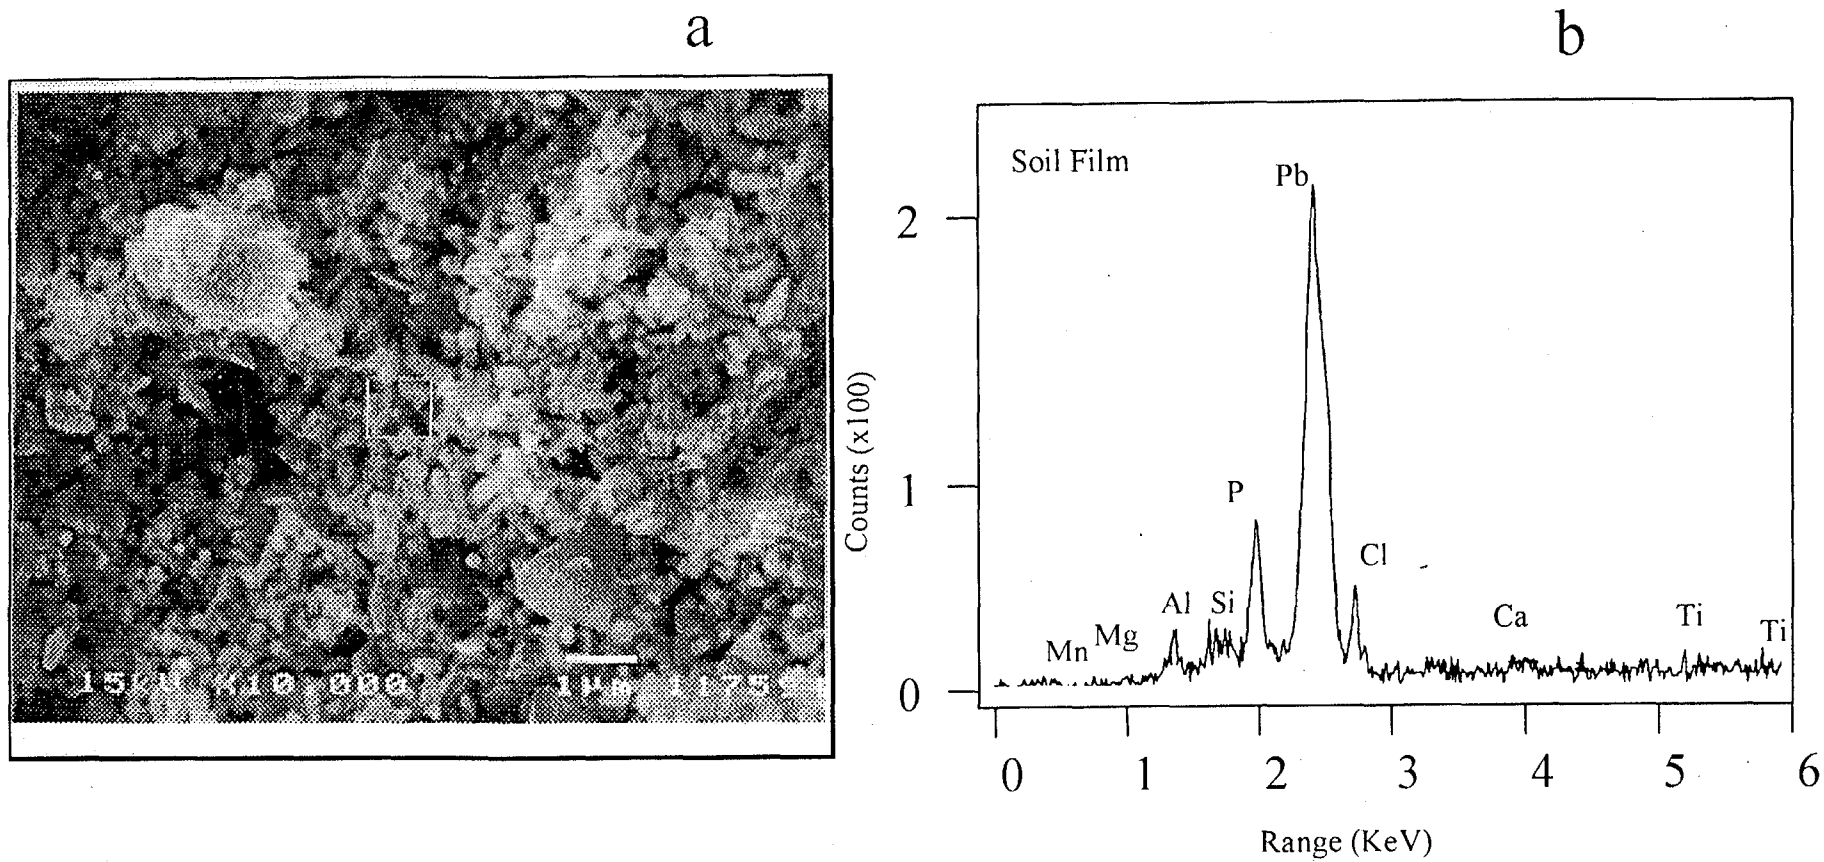 a
b
15KV X10,000 1µm 11759
Soil Film
Pb
P
Cl
Al
Si
Mn
Mg
Ca
Ti
Ti
2
1
0
Counts (x100)
0 1 2 3 4 5 6
Range (KeV)